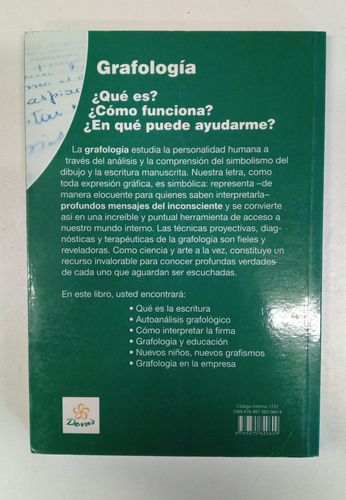 Grafología
¿Qué es?
¿Cómo funciona?
¿En qué puede ayudarme?
La grafología estudia la personalidad humana a
través del análisis y la comprensión del simbolismo del
dibujo y la escritura manuscrita. Nuestra letra, como
toda expresión gráfica, es simbólica: representa –de
manera elocuente para quienes saben interpretarla–
profundos mensajes del inconsciente y se convierte
así en una increíble y puntual herramienta de acceso a
nuestro mundo interno. Las técnicas proyectivas, diag-
nósticas y terapéuticas de la grafología son fieles y
reveladoras. Como ciencia y arte a la vez, constituye un
recurso invalorable para conocer profundas verdades
de cada uno que aguardan ser escuchadas.
En este libro, usted encontrará:
• Qué es la escritura
• Autoanálisis grafológico
• Cómo interpretar la firma
• Grafología y educación
• Nuevos niños, nuevos grafismos
• Grafología en la empresa
Deva's
Código interno 1757